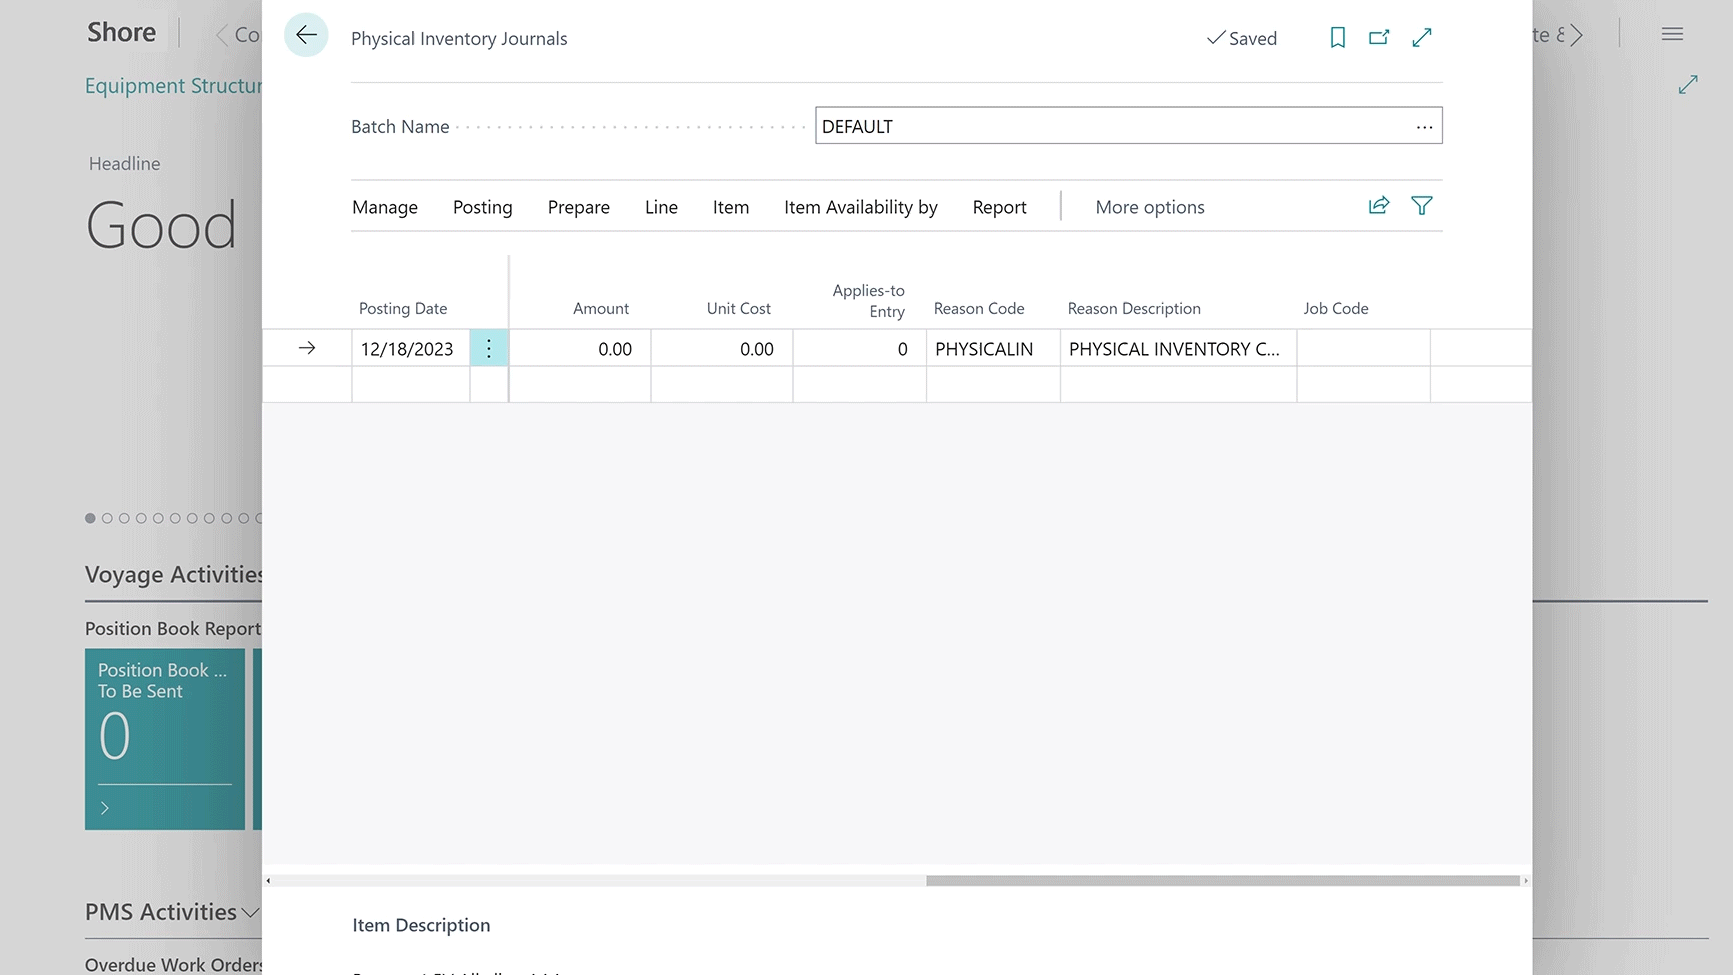 Shore
Co
te &
Physical Inventory Journals
Saved
Equipment Structur
Batch Name
DEFAULT
Headline
Good
Manage Posting Prepare Line Item Item Availability by Report More options
Posting Date Amount Unit Cost Applies-to Entry Reason Code Reason Description Job Code
12/18/2023 0.00 0.00 0 PHYSICALIN PHYSICAL INVENTORY C...
Voyage Activities
Position Book Report
Position Book ...
To Be Sent
0
PMS Activities
Item Description
Overdue Work Orders